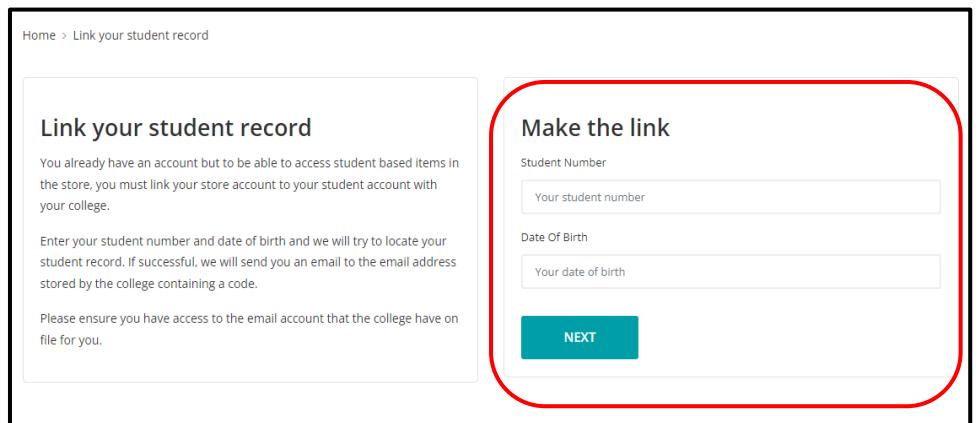 Home > Link your student record
Link your student record
You already have an account but to be able to access student based items in
the store, you must link your store account to your student account with
your college.
Enter your student number and date of birth and we will try to locate your
student record. If successful, we will send you an email to the email address
stored by the college containing a code.
Please ensure you have access to the email account that the college have on
file for you.
Make the link
Student Number
Your student number
Date Of Birth
Your date of birth
NEXT